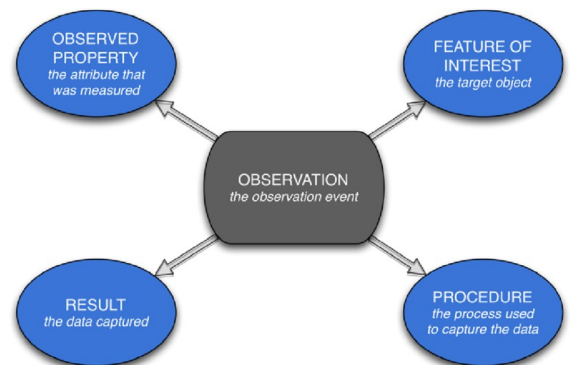 OBSERVED
PROPERTY
the attribute that
was measured
FEATURE OF
INTEREST
the target object
OBSERVATION
the observation event
RESULT
the data captured
PROCEDURE
the process used
to capture the data